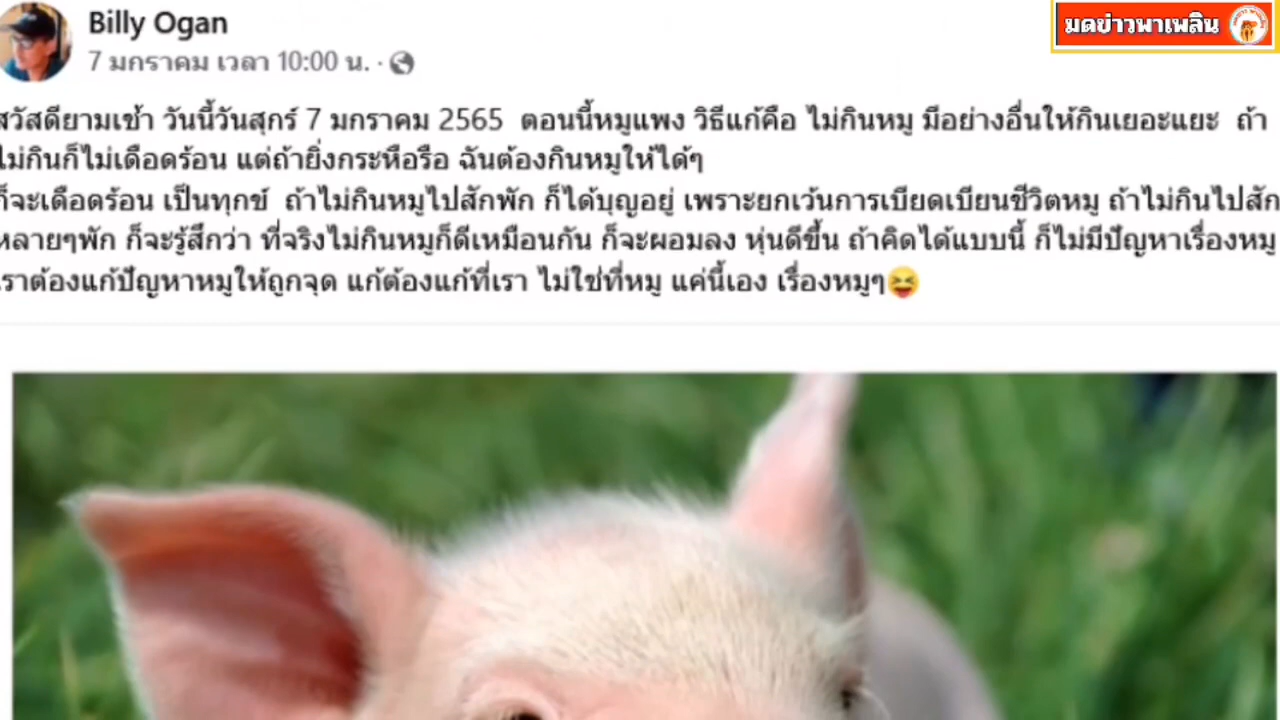 Billy Ogan
มดข่าวพาเพลิน
7 มกราคม เวลา 10:00 น. ·
สวัสดียามเช้า วันนี้วันสุกร์ 7 มกราคม 2565 ตอนนี้หมูแพง วิธีแก้คือ ไม่กินหมู มีอย่างอื่นให้กินเยอะแยะ ถ้า
ไม่กินก็ไม่เดือดร้อน แต่ถ้ายิ่งกระหือรือ ฉันต้องกินหมูให้ได้ๆ
ก็จะเดือดร้อน เป็นทุกข์ ถ้าไม่กินหมูไปสักพัก ก็ได้บุญอยู่ เพราะยกเว้นการเบียดเบียนชีวิตหมู ถ้าไม่กินไปสัก
หลายๆพัก ก็จะรู้สึกว่า ที่จริงไม่กินหมูก็ดีเหมือนกัน ก็จะผอมลง หุ่นดีขึ้น ถ้าคิดได้แบบนี้ ก็ไม่มีปัญหาเรื่องหมู
เราต้องแก้ปัญหาหมูให้ถูกจุด แก้ต้องแก้ที่เรา ไม่ใช่ที่หมู แค่นี้เอง เรื่องหมูๆ😝